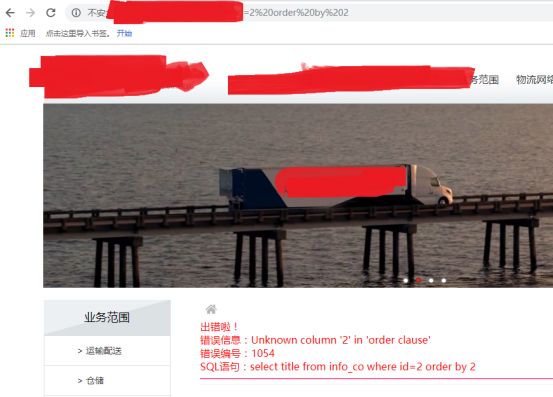 不安
=2%20order%20by%202
应用
点击这里导入书签。 开始
务范围 物流网络
业务范围
> 运输配送
> 仓储
出错啦！
错误信息：Unknown column '2' in 'order clause'
错误编号：1054
SQL语句：select title from info_co where id=2 order by 2